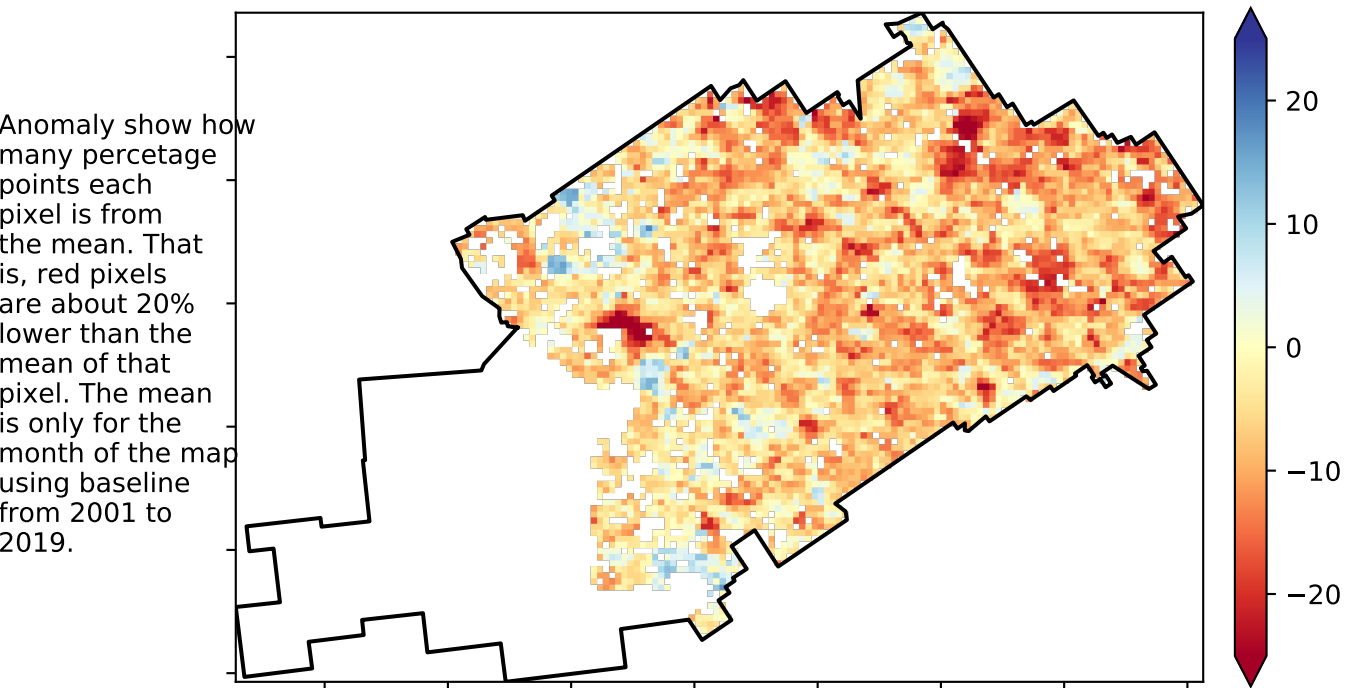 Anomaly show how
many percetage
points each
pixel is from
the mean. That
is, red pixels
are about 20%
lower than the
mean of that
pixel. The mean
is only for the
month of the map
using baseline
from 2001 to
2019.
20
10
0
−10
−20